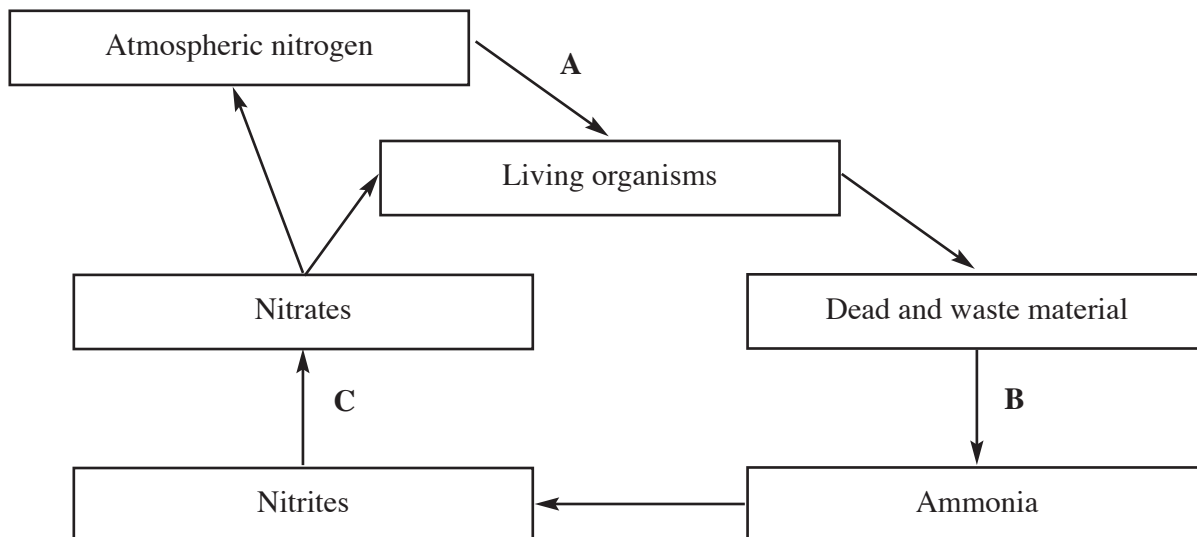 Atmospheric nitrogen
A
Living organisms
Nitrates
Dead and waste material
C
B
Nitrites
Ammonia